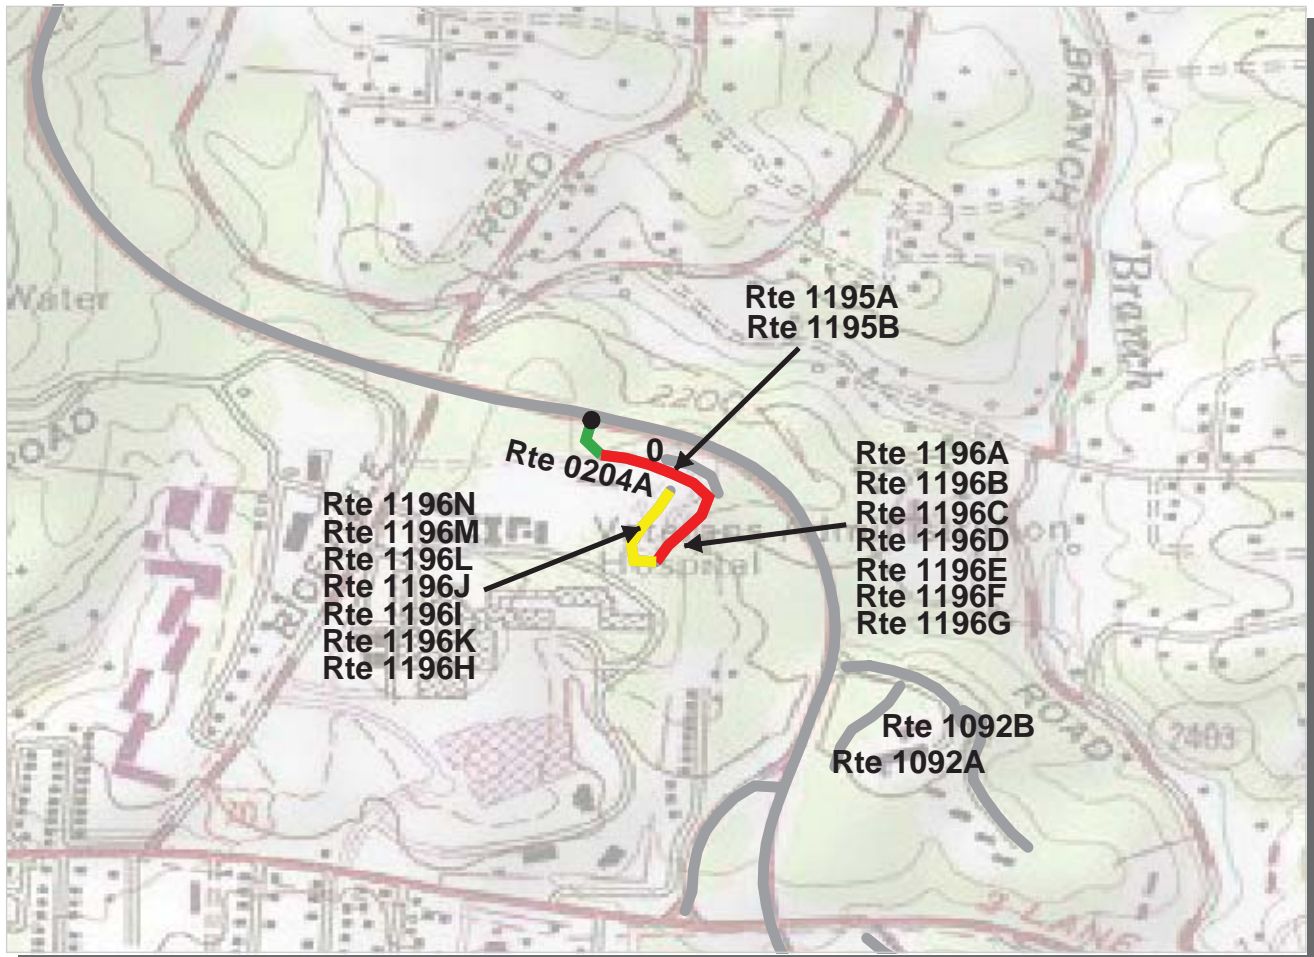 BRANCH
ROAD
Branch
Water
Rte 1195A
Rte 1195B
2200
ROAD
0
Rte 0204A
Rte 1196A
Rte 1196B
Rte 1196C
Rte 1196D
Rte 1196E
Rte 1196F
Rte 1196G
Rte 1196N
Rte 1196M
Rte 1196L
Rte 1196J
Rte 1196I
Rte 1196K
Rte 1196H
Hospital
ROAD
Rte 1092B
Rte 1092A
2403
LANE